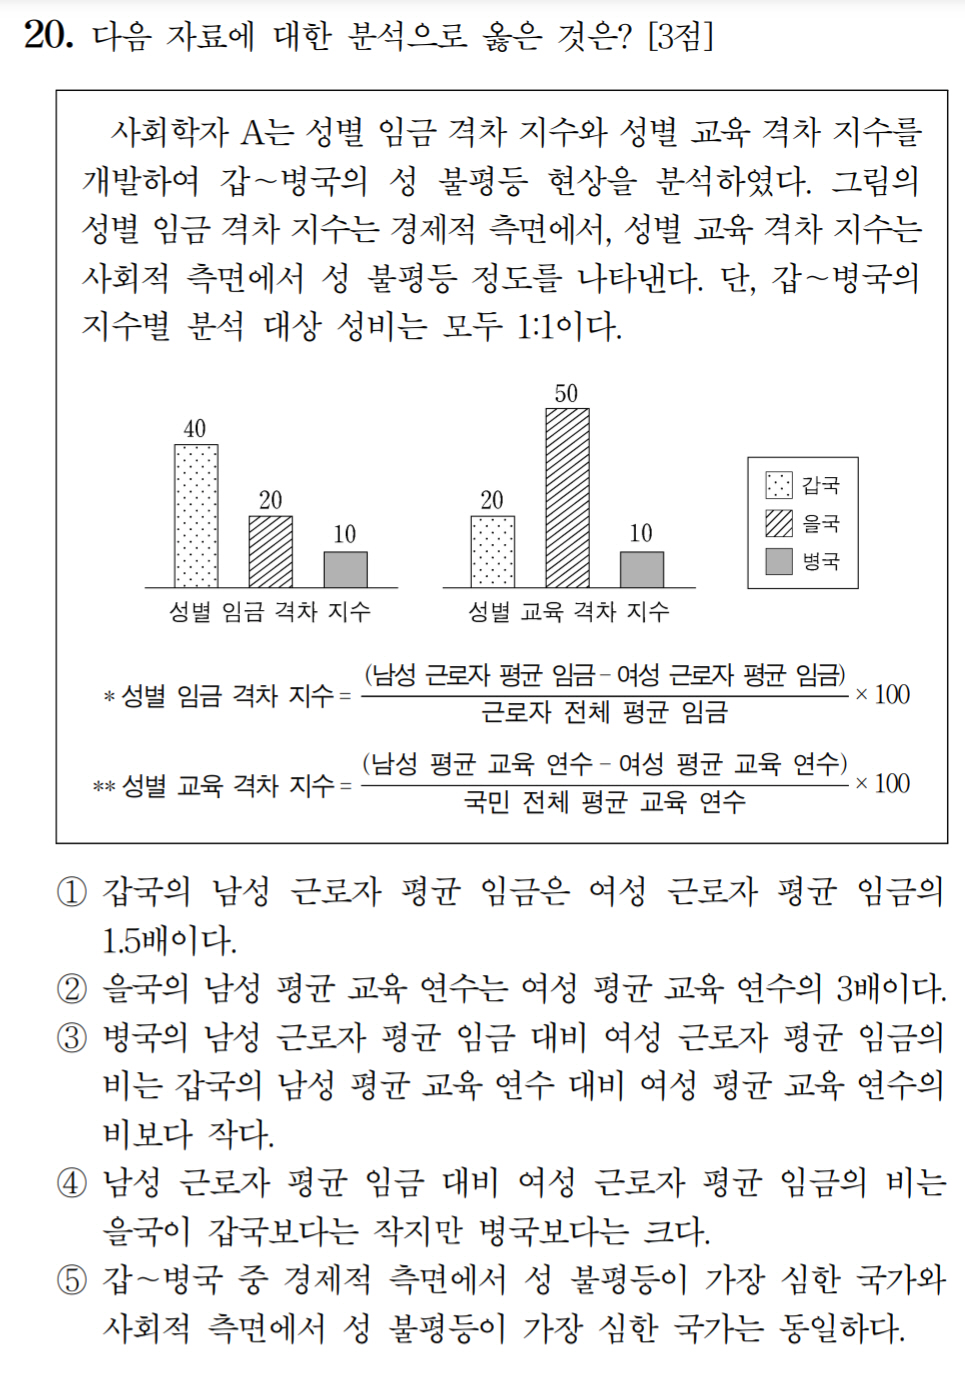 20. 다음 자료에 대한 분석으로 옳은 것은? [3점]
사회학자 A는 성별 임금 격차 지수와 성별 교육 격차 지수를
개발하여 갑~병국의 성 불평등 현상을 분석하였다. 그림의
성별 임금 격차 지수는 경제적 측면에서, 성별 교육 격차 지수는
사회적 측면에서 성 불평등 정도를 나타낸다. 단, 갑~병국의
지수별 분석 대상 성비는 모두 1:1이다.
40
20
10
성별 임금 격차 지수
20
50
10
성별 교육 격차 지수
갑국
을국
병국
* 성별 임금 격차 지수 = (남성 근로자 평균 임금 - 여성 근로자 평균 임금) / 근로자 전체 평균 임금 × 100
** 성별 교육 격차 지수 = (남성 평균 교육 연수 - 여성 평균 교육 연수) / 국민 전체 평균 교육 연수 × 100
① 갑국의 남성 근로자 평균 임금은 여성 근로자 평균 임금의
1.5배이다.
② 을국의 남성 평균 교육 연수는 여성 평균 교육 연수의 3배이다.
③ 병국의 남성 근로자 평균 임금 대비 여성 근로자 평균 임금의
비는 갑국의 남성 평균 교육 연수 대비 여성 평균 교육 연수의
비보다 작다.
④ 남성 근로자 평균 임금 대비 여성 근로자 평균 임금의 비는
을국이 갑국보다는 작지만 병국보다는 크다.
⑤ 갑~병국 중 경제적 측면에서 성 불평등이 가장 심한 국가와
사회적 측면에서 성 불평등이 가장 심한 국가는 동일하다.